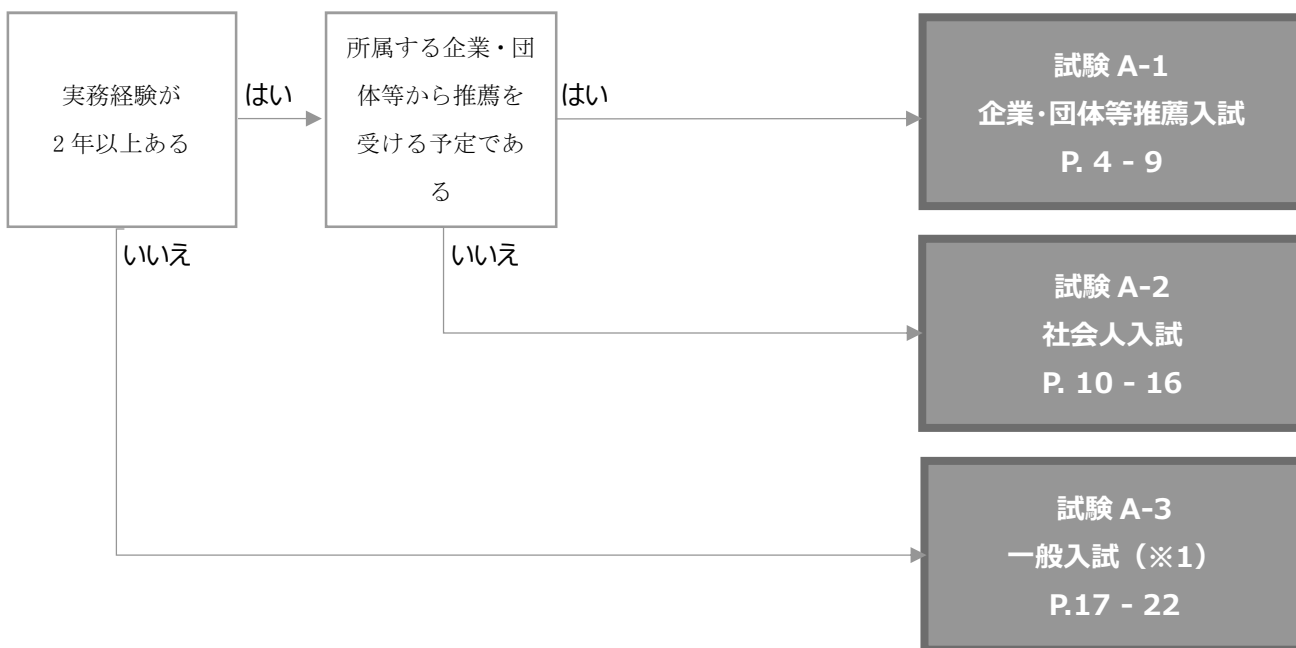 実務経験が
2 年以上ある
はい
所属する企業・団
体等から推薦を
受ける予定であ
る
はい
試験 A-1
企業・団体等推薦入試
P. 4 - 9
いいえ
いいえ
試験 A-2
社会人入試
P. 10 - 16
試験 A-3
一般入試（※1）
P.17 - 22